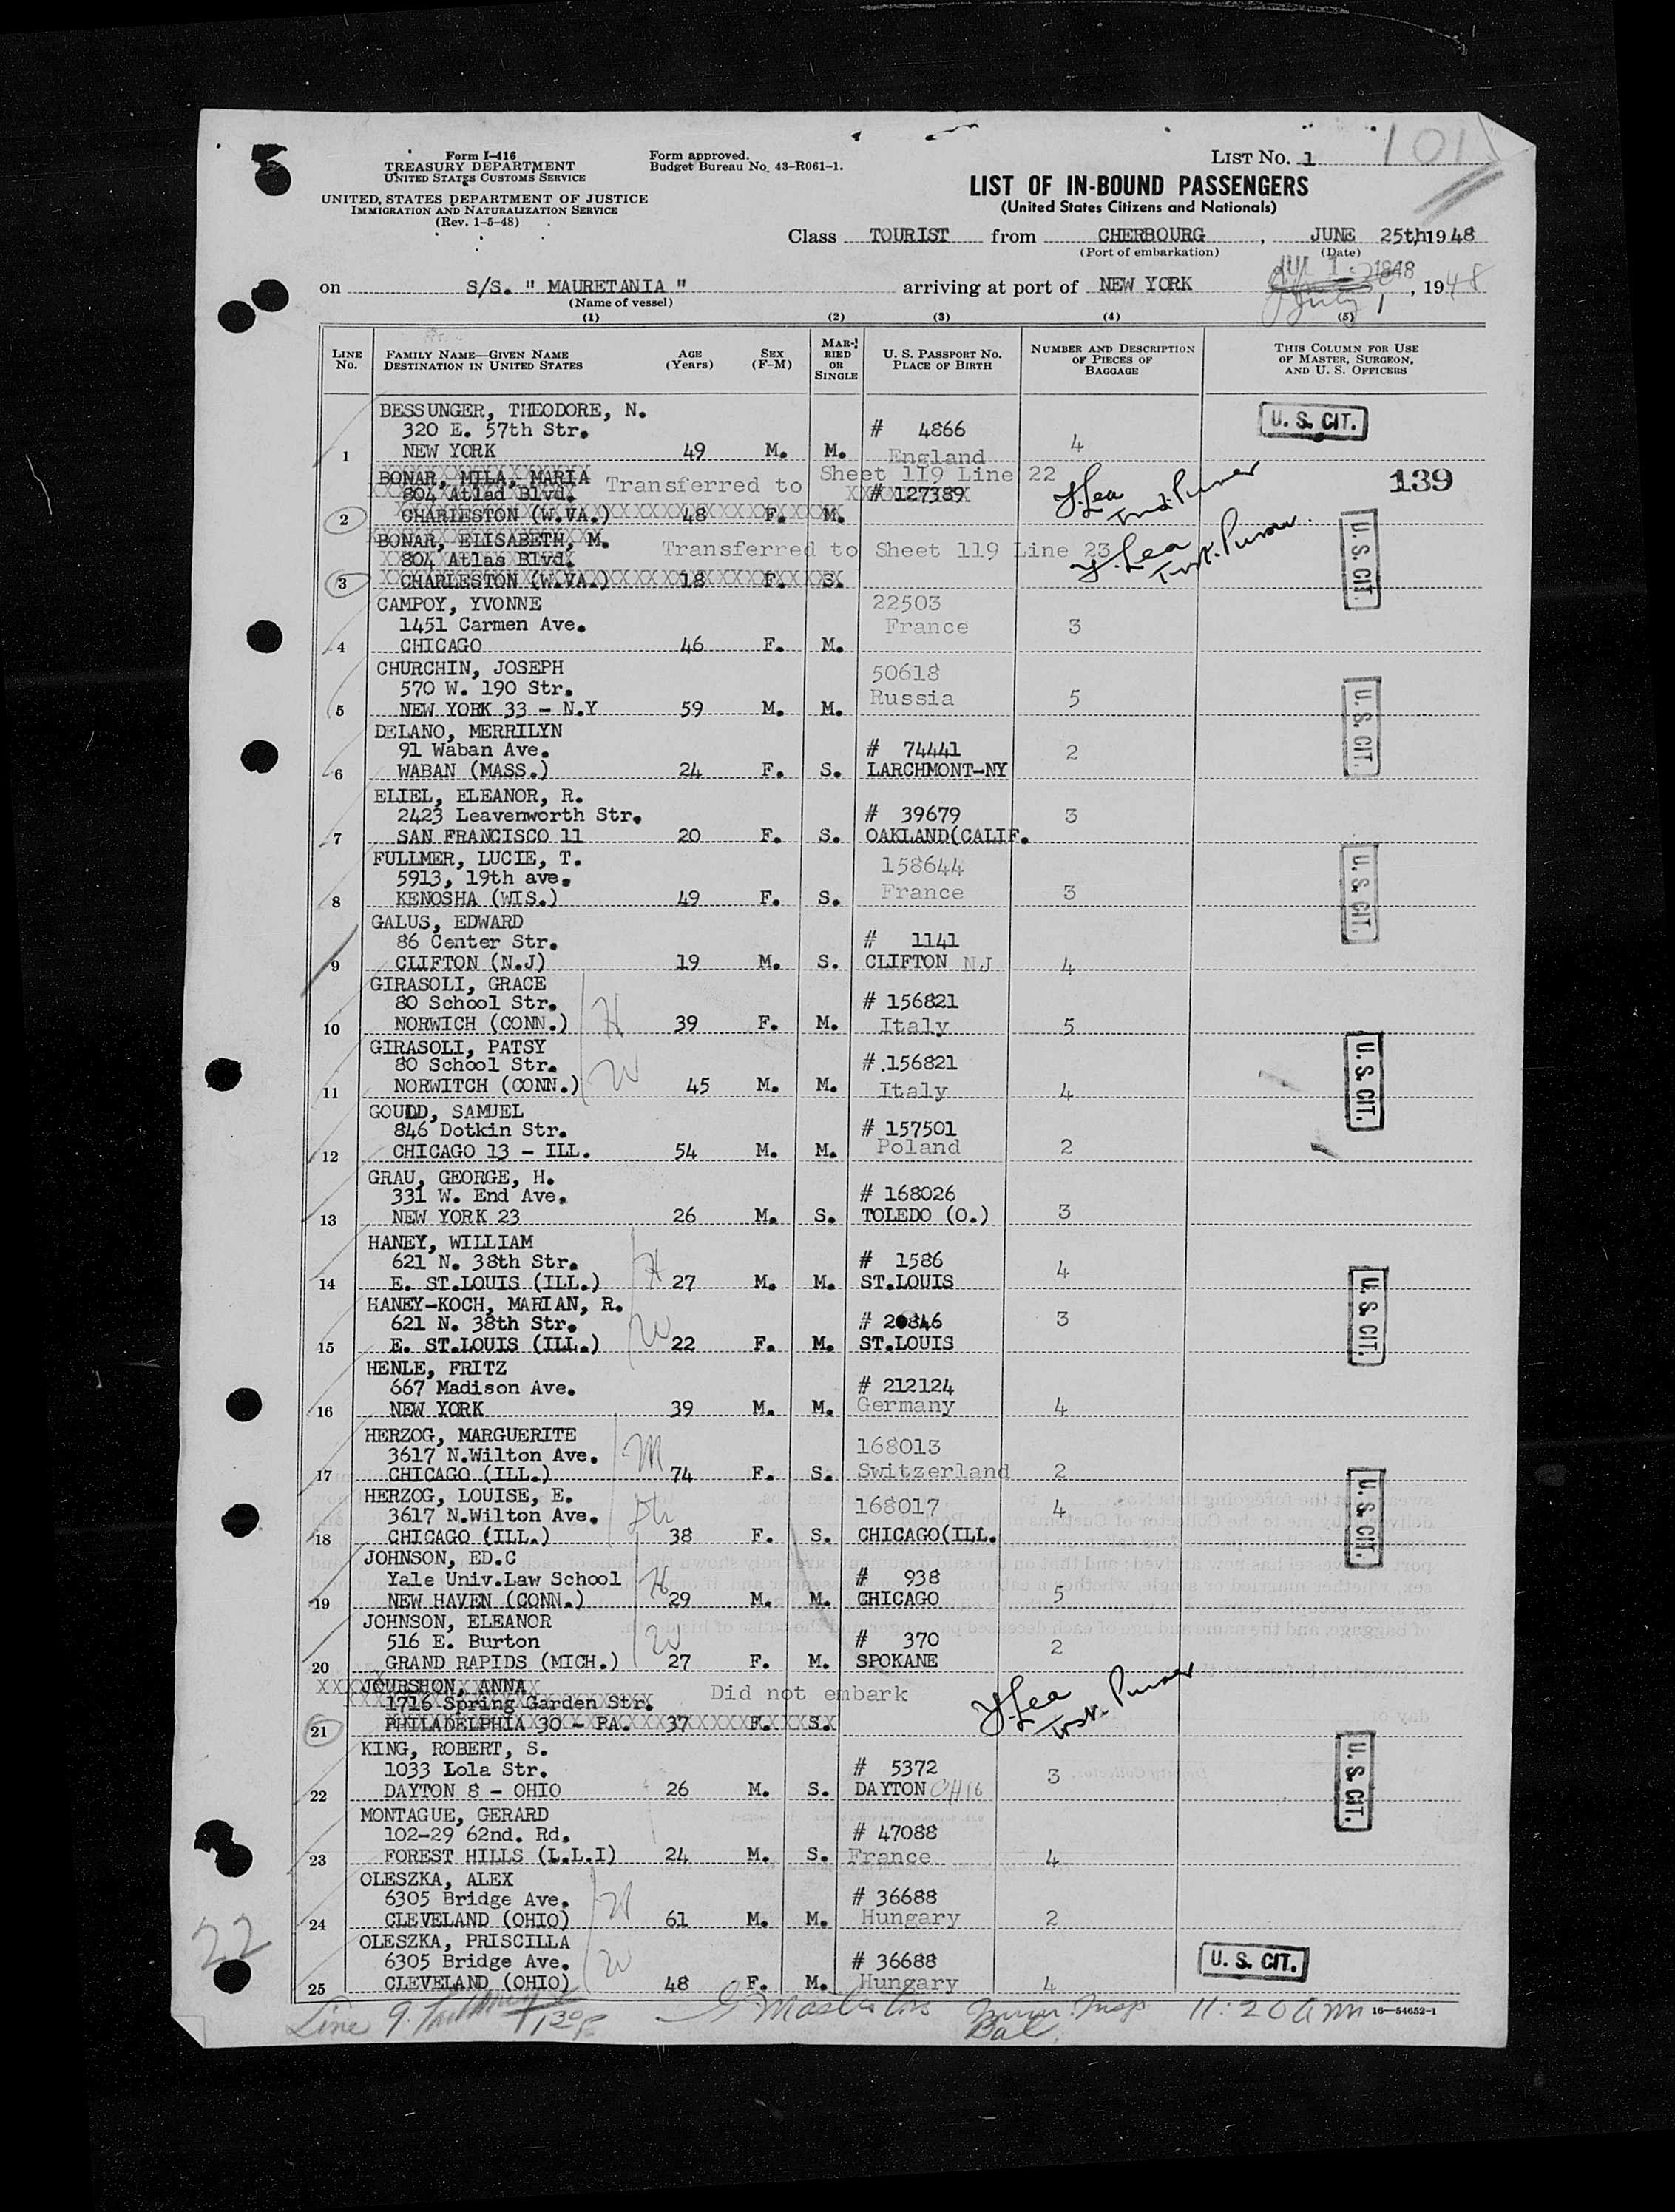 Form I-416
TREASURY DEPARTMENT
UNITED STATES CUSTOMS SERVICE
UNITED STATES DEPARTMENT OF JUSTICE
IMMIGRATION AND NATURALIZATION SERVICE
(Rev. 1-5-48)
Form approved.
Budget Bureau No. 43-R061-1.
LIST NO. 1
101
LIST OF IN-BOUND PASSENGERS
(United States Citizens and Nationals)
Class TOURIST from CHERBOURG, JUNE 25th, 1948
(Port of embarkation) (Date)
JUL 1 - 1948
on S/S. " MAURETANIA " arriving at port of NEW YORK July 1, 1948
(Name of vessel)
(1) (2) (3) (4) (5)
LINE NO. FAMILY NAME—GIVEN NAME DESTINATION IN UNITED STATES AGE (Years) SEX (F-M) MARRIED OR SINGLE U. S. PASSPORT NO. PLACE OF BIRTH NUMBER AND DESCRIPTION OF PIECES OF BAGGAGE THIS COLUMN FOR USE OF MASTER, SURGEON, AND U. S. OFFICERS
BESSUNGER, THEODORE, N.
320 E. 57th Str. # 4866 U. S. CIT.
1 NEW YORK 49 M. M. England 4
BONAR, MILA, MARIA Transferred to Sheet 119 Line 22
804 Atlad Blvd. # 127389 J. Lea 139
2 CHARLESTON (W.VA.) 48 F. M.
BONAR, ELISABETH, M. Transferred to Sheet 119 Line 23
804 Atlas Blvd. J. Lea U. S. CIT.
3 CHARLESTON (W.VA.) 18 F. S.
CAMPOY, YVONNE 22503
1451 Carmen Ave. France 3
4 CHICAGO 46 F. M.
CHURCHIN, JOSEPH 50618
570 W. 190 Str. Russia 5 U. S. CIT.
5 NEW YORK 33 - N.Y 59 M. M.
DELANO, MERRILYN
91 Waban Ave. # 74441 2
6 WABAN (MASS.) 24 F. S. LARCHMONT-NY
ELIEL, ELEANOR, R.
2423 Leavenworth Str. # 39679 3
7 SAN FRANCISCO 11 20 F. S. OAKLAND(CALIF.
FULLMER, LUCIE, T. 158644
5913, 19th ave. France 3 U. S. CIT.
8 KENOSHA (WIS.) 49 F. S.
GALUS, EDWARD
86 Center Str. # 1141
9 CLIFTON (N.J) 19 M. S. CLIFTON NJ 4
GIRASOLI, GRACE
80 School Str. H # 156821
10 NORWICH (CONN.) 39 F. M. Italy 5
GIRASOLI, PATSY
80 School Str. W #.156821 U. S. CIT.
11 NORWITCH (CONN.) 45 M. M. Italy 4
GOULD, SAMUEL
846 Dotkin Str. # 157501
12 CHICAGO 13 - ILL. 54 M. M. Poland 2
GRAU, GEORGE, H.
331 W. End Ave. # 168026
13 NEW YORK 23 26 M. S. TOLEDO (O.) 3
HANEY, WILLIAM
621 N. 38th Str. H # 1586 4
14 E. ST.LOUIS (ILL.) 27 M. M. ST.LOUIS
HANEY-KOCH, MARIAN, R.
621 N. 38th Str. W # 20846 3 U. S. CIT.
15 E. ST.LOUIS (ILL.) 22 F. M. ST.LOUIS
HENLE, FRITZ
667 Madison Ave. # 212124
16 NEW YORK 39 M. M. Germany 4
HERZOG, MARGUERITE
3617 N.Wilton Ave. M 168013
17 CHICAGO (ILL.) 74 F. S. Switzerland 2
HERZOG, LOUISE, E.
3617 N.Wilton Ave. 168017 4 U. S. CIT.
18 CHICAGO (ILL.) 38 F. S. CHICAGO(ILL.
JOHNSON, ED.C
Yale Univ.Law School H # 938
19 NEW HAVEN (CONN.) 29 M. M. CHICAGO 5
JOHNSON, ELEANOR
516 E. Burton W # 370 2
20 GRAND RAPIDS (MICH.) 27 F. M. SPOKANE
JOURSHON, ANNA Did not embark
1716 Spring Garden Str. J. Lea
21 PHILADELPHIA 30 - PA. 37 F. S.
KING, ROBERT, S.
1033 Lola Str. # 5372 3 U. S. CIT.
22 DAYTON 8 - OHIO 26 M. S. DAYTON OHIO
MONTAGUE, GERARD
102-29 62nd. Rd. # 47088
23 FOREST HILLS (L.L.I) 24 M. S. France 4
OLESZKA, ALEX
6305 Bridge Ave. H # 36688
24 CLEVELAND (OHIO) 61 M. M. Hungary 2
OLESZKA, PRISCILLA
6305 Bridge Ave. W # 36688 U. S. CIT.
25 CLEVELAND (OHIO) 48 F. M. Hungary 4
22
Line 9. Immr. Insp. 11:20 am 16—54652-1
Bal.